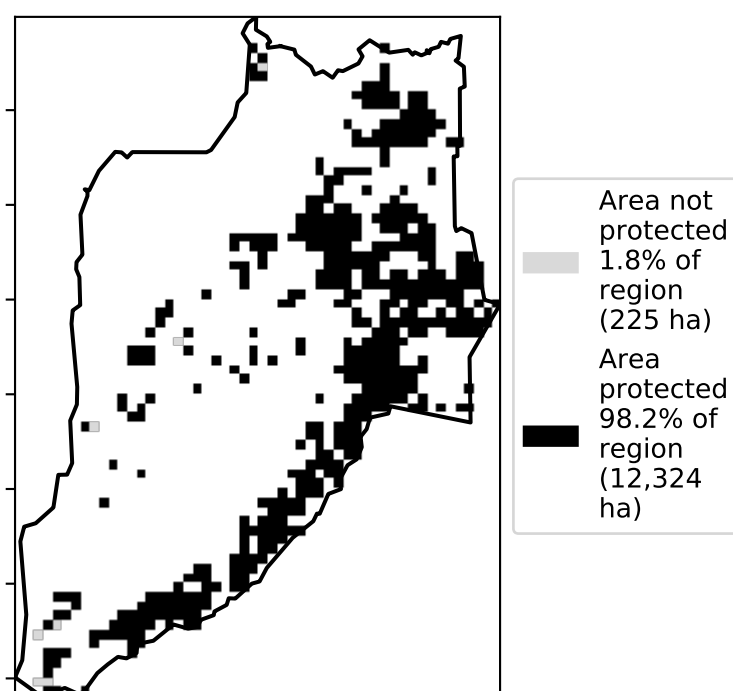 Area not
protected
1.8% of
region
(225 ha)
Area
protected
98.2% of
region
(12,324
ha)